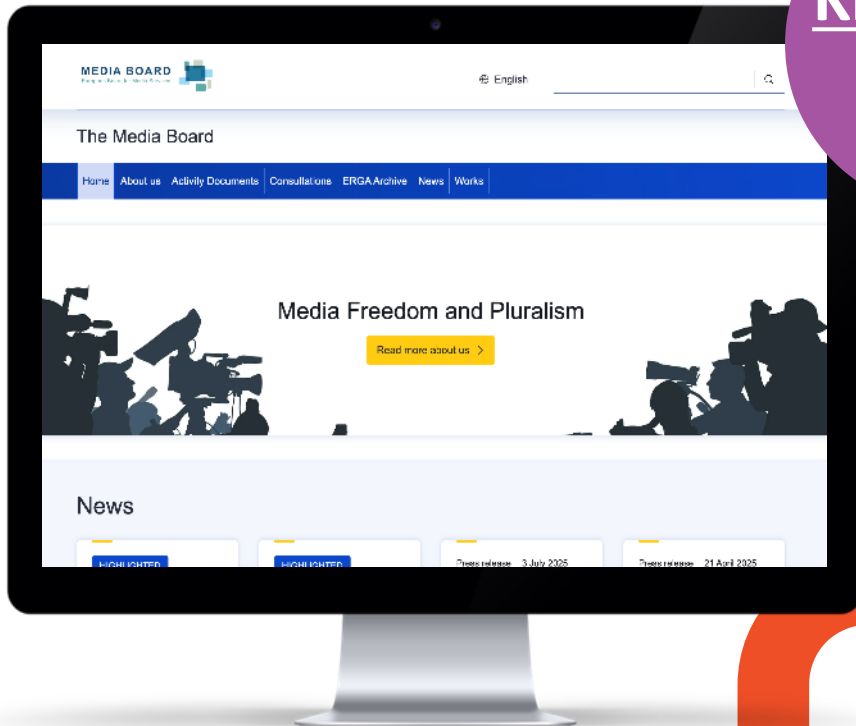 MEDIA BOARD
English
The Media Board
Home About us Activity Documents Consultations ERGA Archive News Works
Media Freedom and Pluralism
Read more about us
News
HIGHLIGHTED HIGHLIGHTED Press release 3 July 2025 Press release 21 April 2025